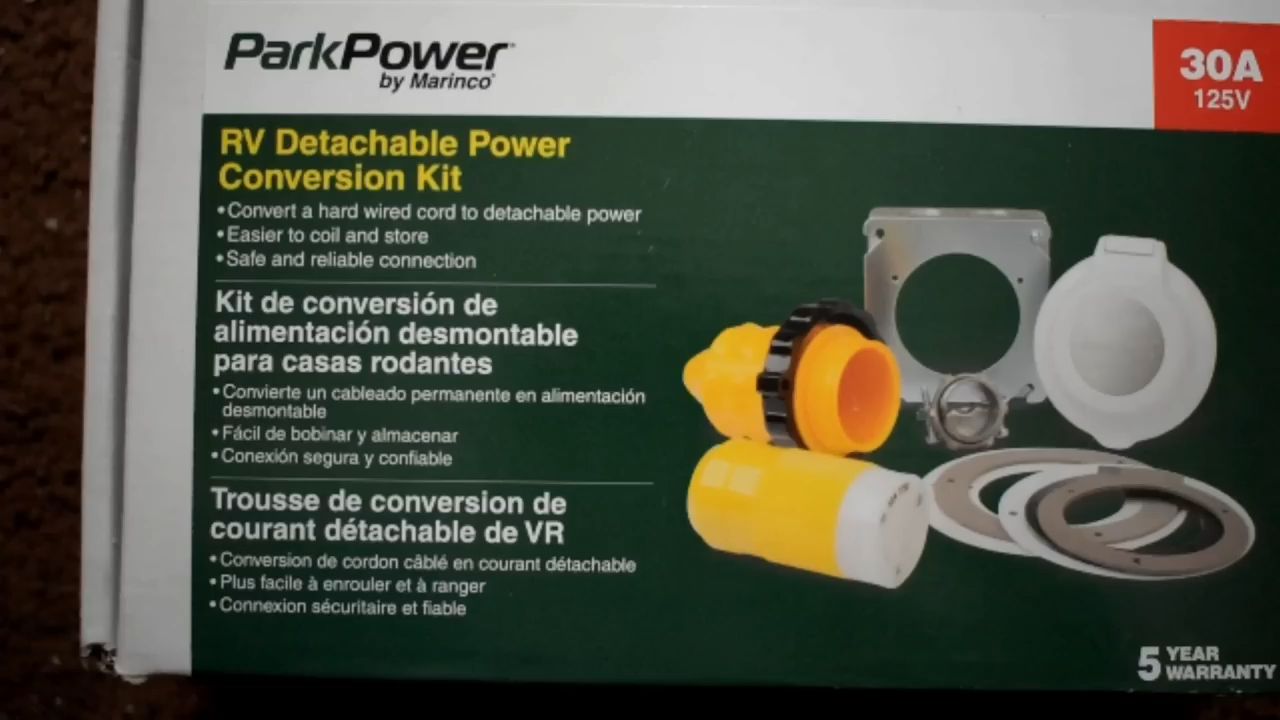 ParkPower
by Marinco
30A
125V
RV Detachable Power
Conversion Kit
• Convert a hard wired cord to detachable power
• Easier to coil and store
• Safe and reliable connection
Kit de conversión de
alimentación desmontable
para casas rodantes
• Convierte un cableado permanente en alimentación
desmontable
• Fácil de bobinar y almacenar
• Conexión segura y confiable
Trousse de conversion de
courant détachable de VR
• Conversion de cordon câblé en courant détachable
• Plus facile à enrouler et à ranger
• Connexion sécuritaire et fiable
5 YEAR
WARRANTY